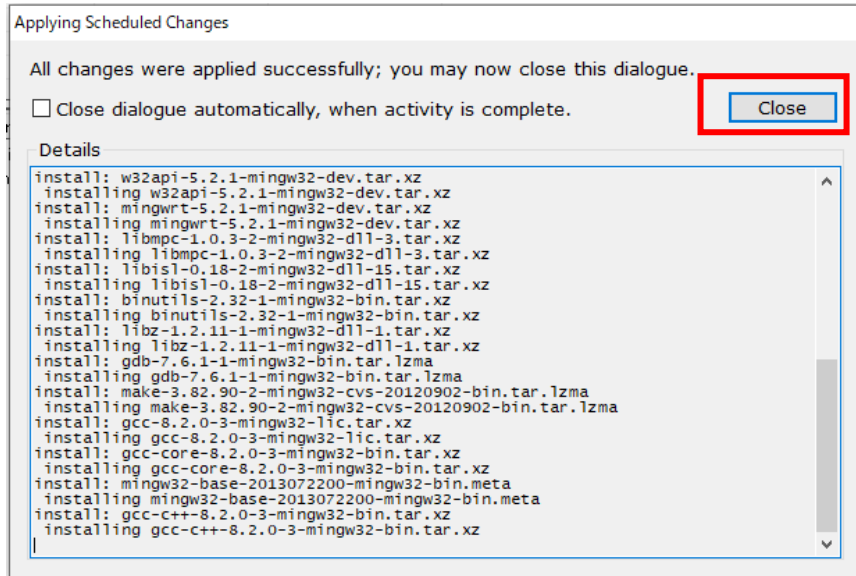 Applying Scheduled Changes
All changes were applied successfully; you may now close this dialogue.
Close dialogue automatically, when activity is complete.
Close
Details
install: w32api-5.2.1-mingw32-dev.tar.xz
installing w32api-5.2.1-mingw32-dev.tar.xz
install: mingwrt-5.2.1-mingw32-dev.tar.xz
installing mingwrt-5.2.1-mingw32-dev.tar.xz
install: libmpc-1.0.3-2-mingw32-dll-3.tar.xz
installing libmpc-1.0.3-2-mingw32-dll-3.tar.xz
install: libisl-0.18-2-mingw32-dll-15.tar.xz
installing libisl-0.18-2-mingw32-dll-15.tar.xz
install: binutils-2.32-1-mingw32-bin.tar.xz
installing binutils-2.32-1-mingw32-bin.tar.xz
install: libz-1.2.11-1-mingw32-dll-1.tar.xz
installing libz-1.2.11-1-mingw32-dll-1.tar.xz
install: gdb-7.6.1-1-mingw32-bin.tar.lzma
installing gdb-7.6.1-1-mingw32-bin.tar.lzma
install: make-3.82.90-2-mingw32-cvs-20120902-bin.tar.lzma
installing make-3.82.90-2-mingw32-cvs-20120902-bin.tar.lzma
install: gcc-8.2.0-3-mingw32-lic.tar.xz
installing gcc-8.2.0-3-mingw32-lic.tar.xz
install: gcc-core-8.2.0-3-mingw32-bin.tar.xz
installing gcc-core-8.2.0-3-mingw32-bin.tar.xz
install: mingw32-base-2013072200-mingw32-bin.meta
installing mingw32-base-2013072200-mingw32-bin.meta
install: gcc-c++-8.2.0-3-mingw32-bin.tar.xz
installing gcc-c++-8.2.0-3-mingw32-bin.tar.xz